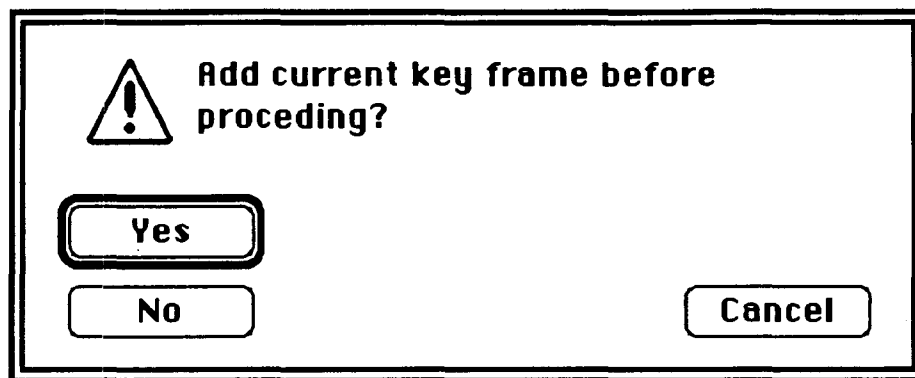 Add current key frame before
proceding?
Yes
No
Cancel